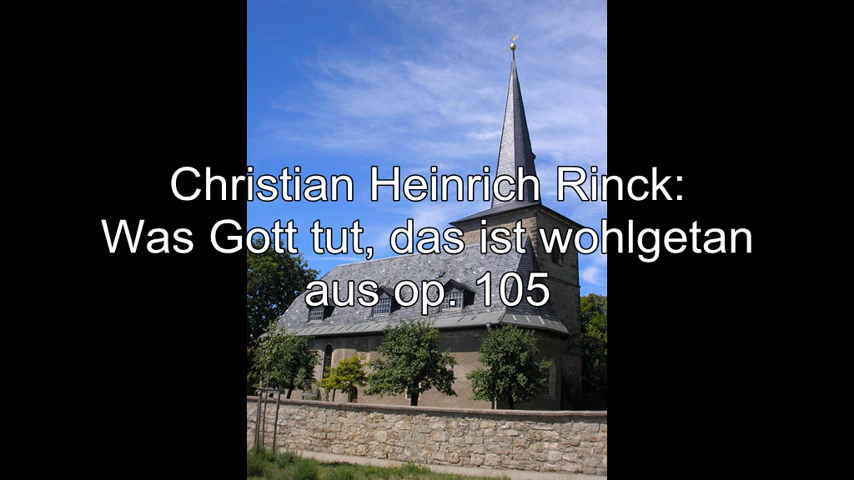 Christian Heinrich Rinck:
Was Gott tut, das ist wohlgetan
aus op. 105